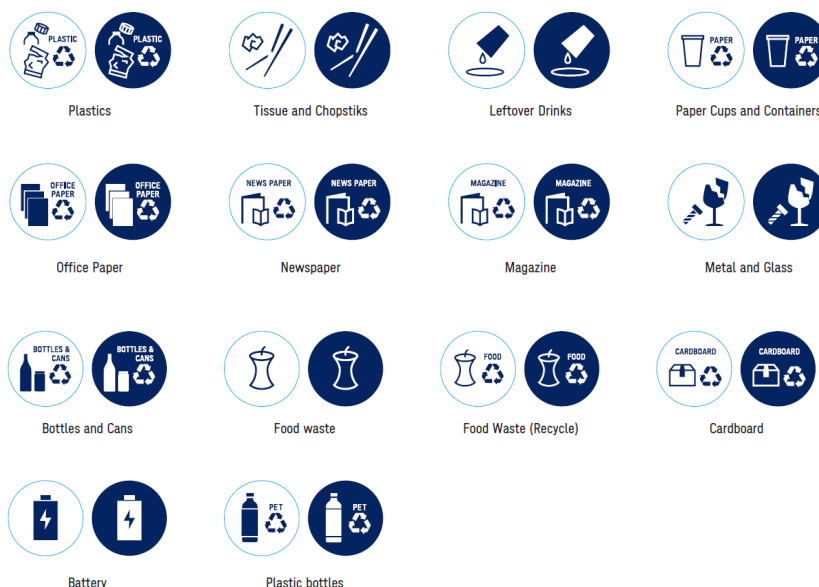 PLASTIC
PLASTIC
Plastics
Tissue and Chopstiks
Leftover Drinks
PAPER
PAPER
Paper Cups and Containers
OFFICE
PAPER
OFFICE
PAPER
Office Paper
NEWS PAPER
NEWS PAPER
Newspaper
MAGAZINE
MAGAZINE
Magazine
Metal and Glass
BOTTLES &
CANS
BOTTLES &
CANS
Bottles and Cans
Food waste
FOOD
FOOD
Food Waste (Recycle)
CARDBOARD
CARDBOARD
Cardboard
Battery
PET
PET
Plastic bottles